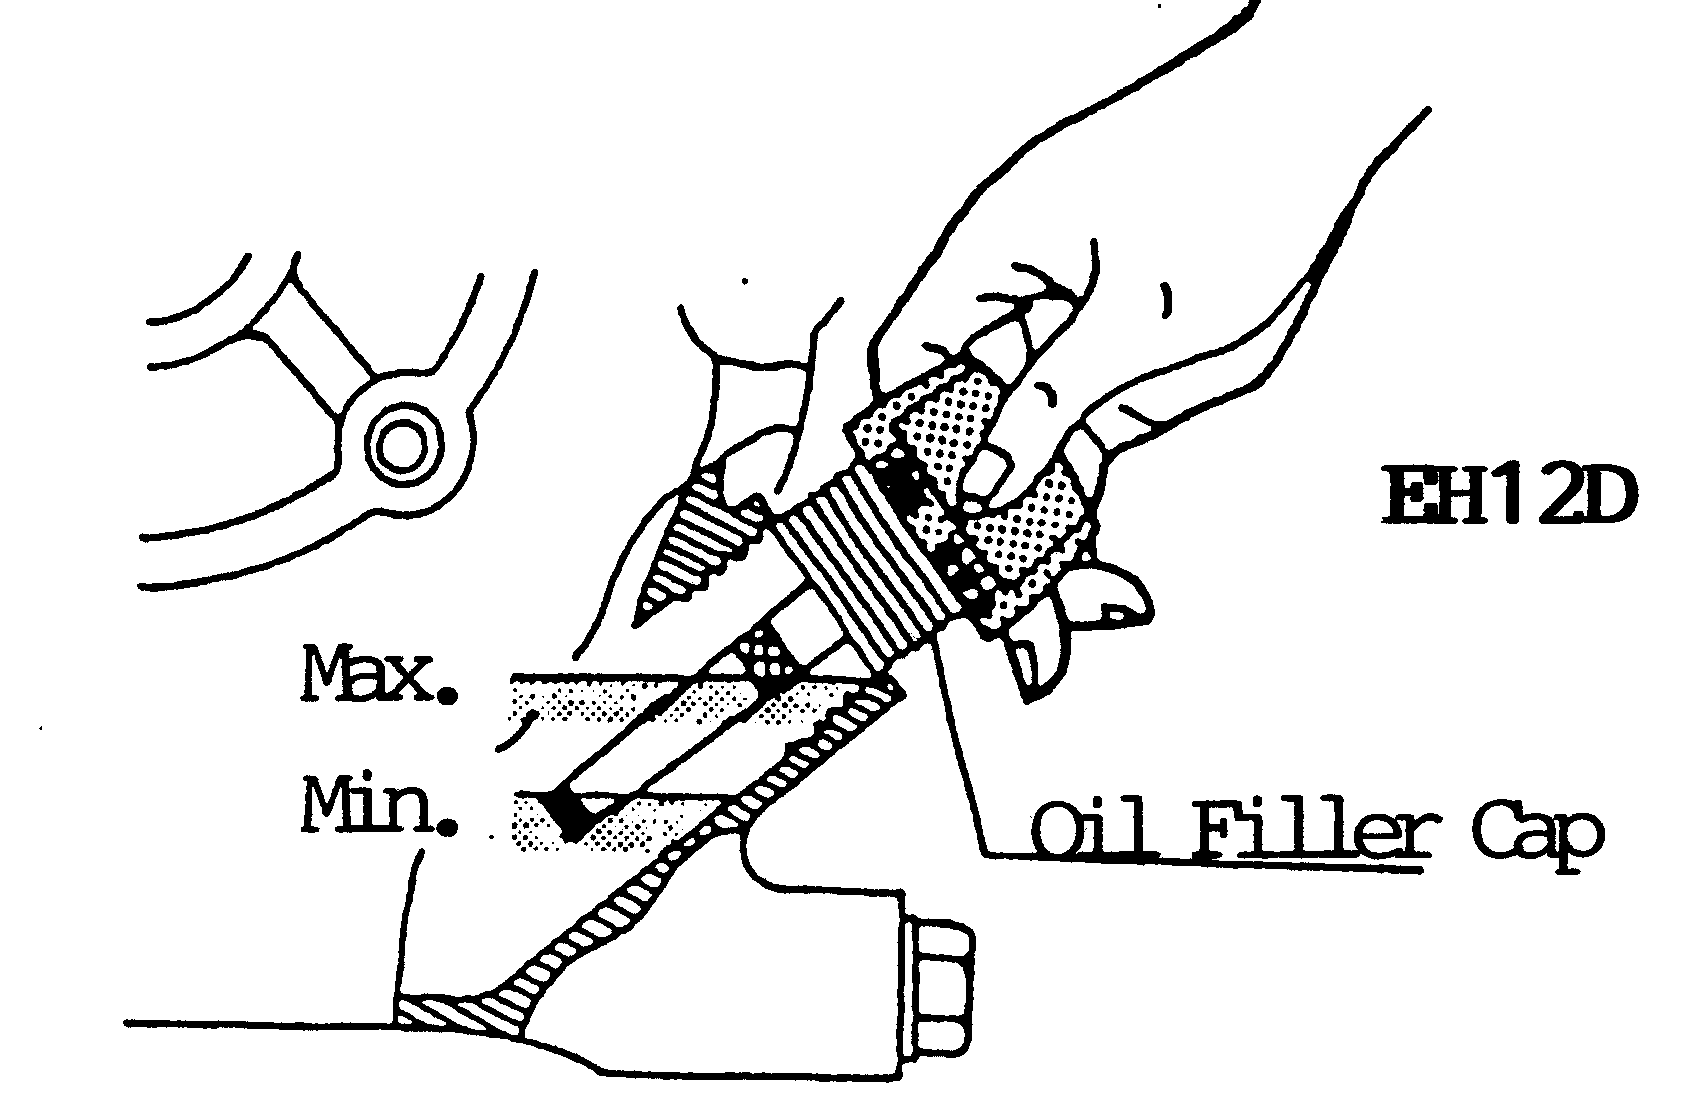 EH12D
Max.
Min.
Oil Filler Cap